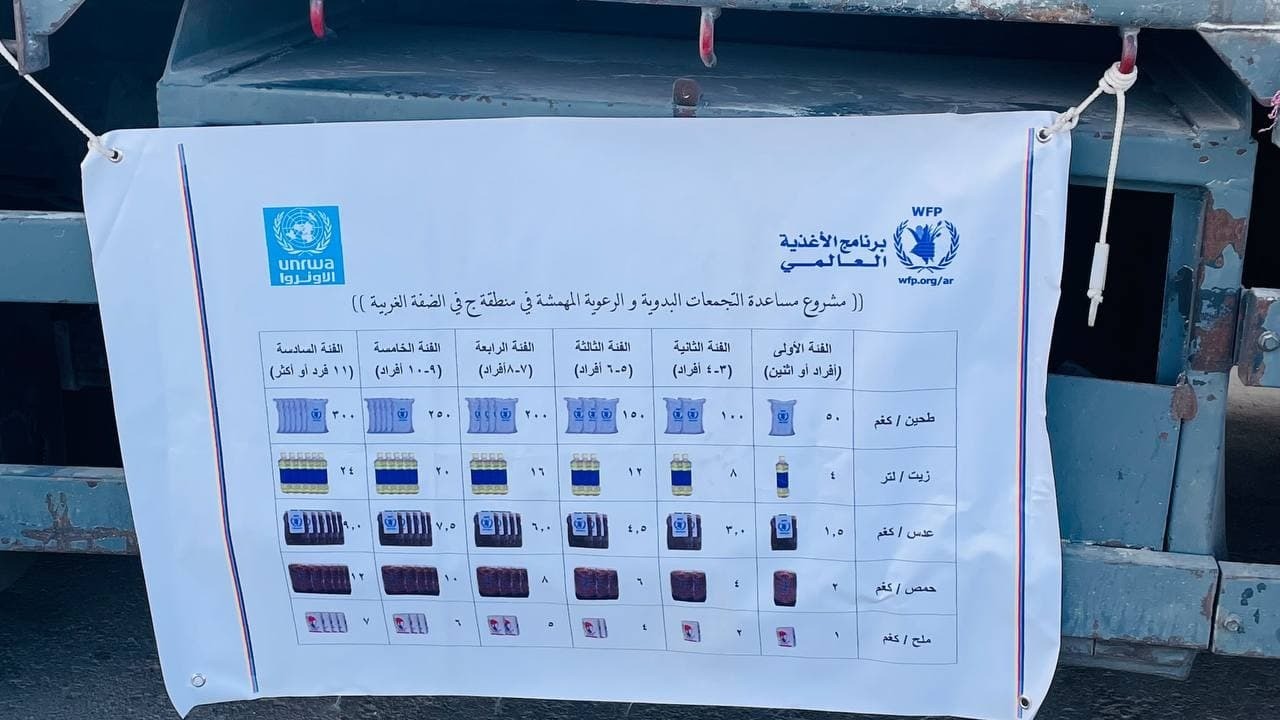 WFP
برنامج الأغذية
العالمي
wfp.org/ar
unrwa
الاونروا
(( مشروع مساعدة التجمعات البدوية و الرعوية المهمشة في منطقة ج في الضفة الغربية ))
الفئة الأولى الفئة الثانية الفئة الثالثة الفئة الرابعة الفئة الخامسة الفئة السادسة
(أفراد أو اثنين) (٣-٤ أفراد) (٥-٦ أفراد) (٧-٨أفراد) (٩-١٠ أفراد) (١١ فرد أو أكثر)
طحين / كغم ٥٠ ١٠٠ ١٥٠ ٢٠٠ ٢٥٠ ٣٠٠
زيت / لتر ٤ ٨ ١٢ ١٦ ٢٠ ٢٤
عدس / كغم ١,٥ ٣,٠ ٤,٥ ٦,٠ ٧,٥ ٩,٠
حمص / كغم ٢ ٤ ٦ ٨ ١٠ ١٢
ملح / كغم ١ ٢ ٤ ٥ ٦ ٧